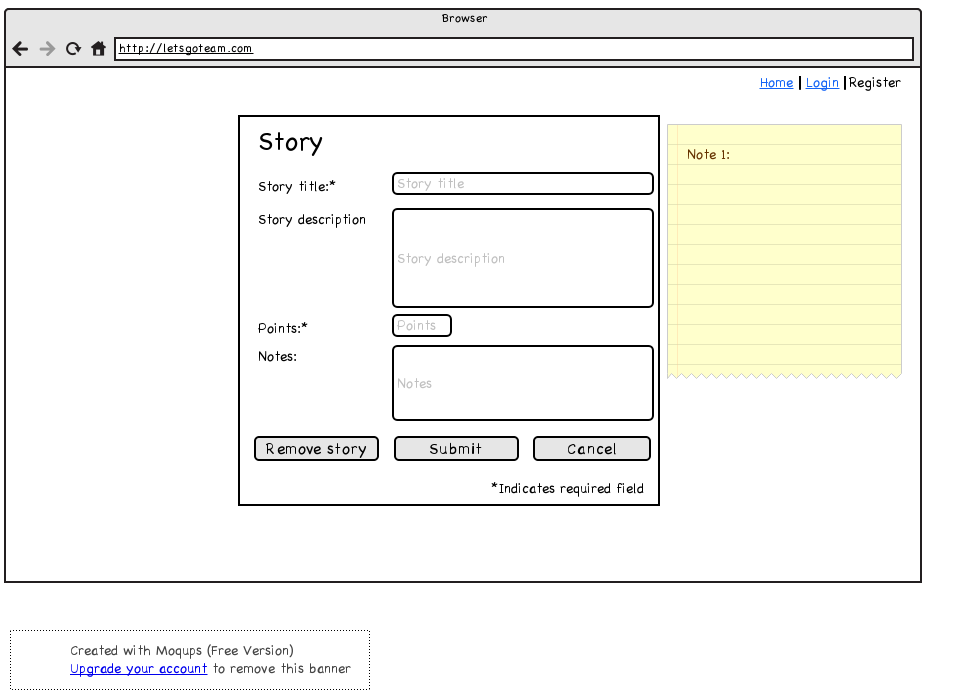 Browser
http://letsgoteam.com
Home | Login | Register
Story
Note 1:
Story title:* Story title
Story description Story description
Points:* Points
Notes: Notes
Remove story Submit Cancel
*Indicates required field
Created with Moqups (Free Version)
Upgrade your account to remove this banner